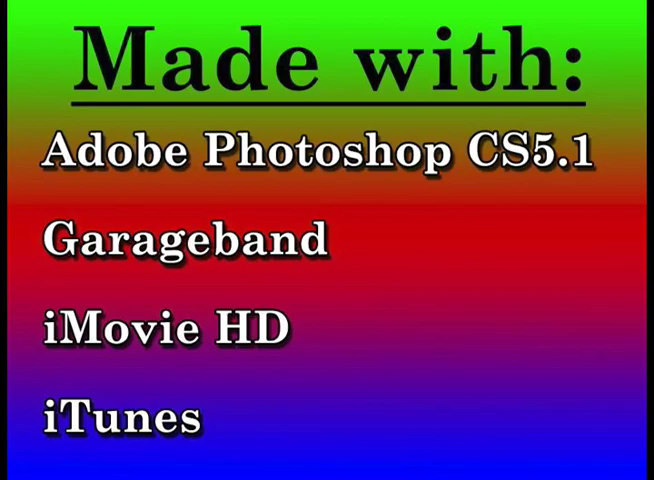 Made with:
Adobe Photoshop CS5.1
Garageband
iMovie HD
iTunes